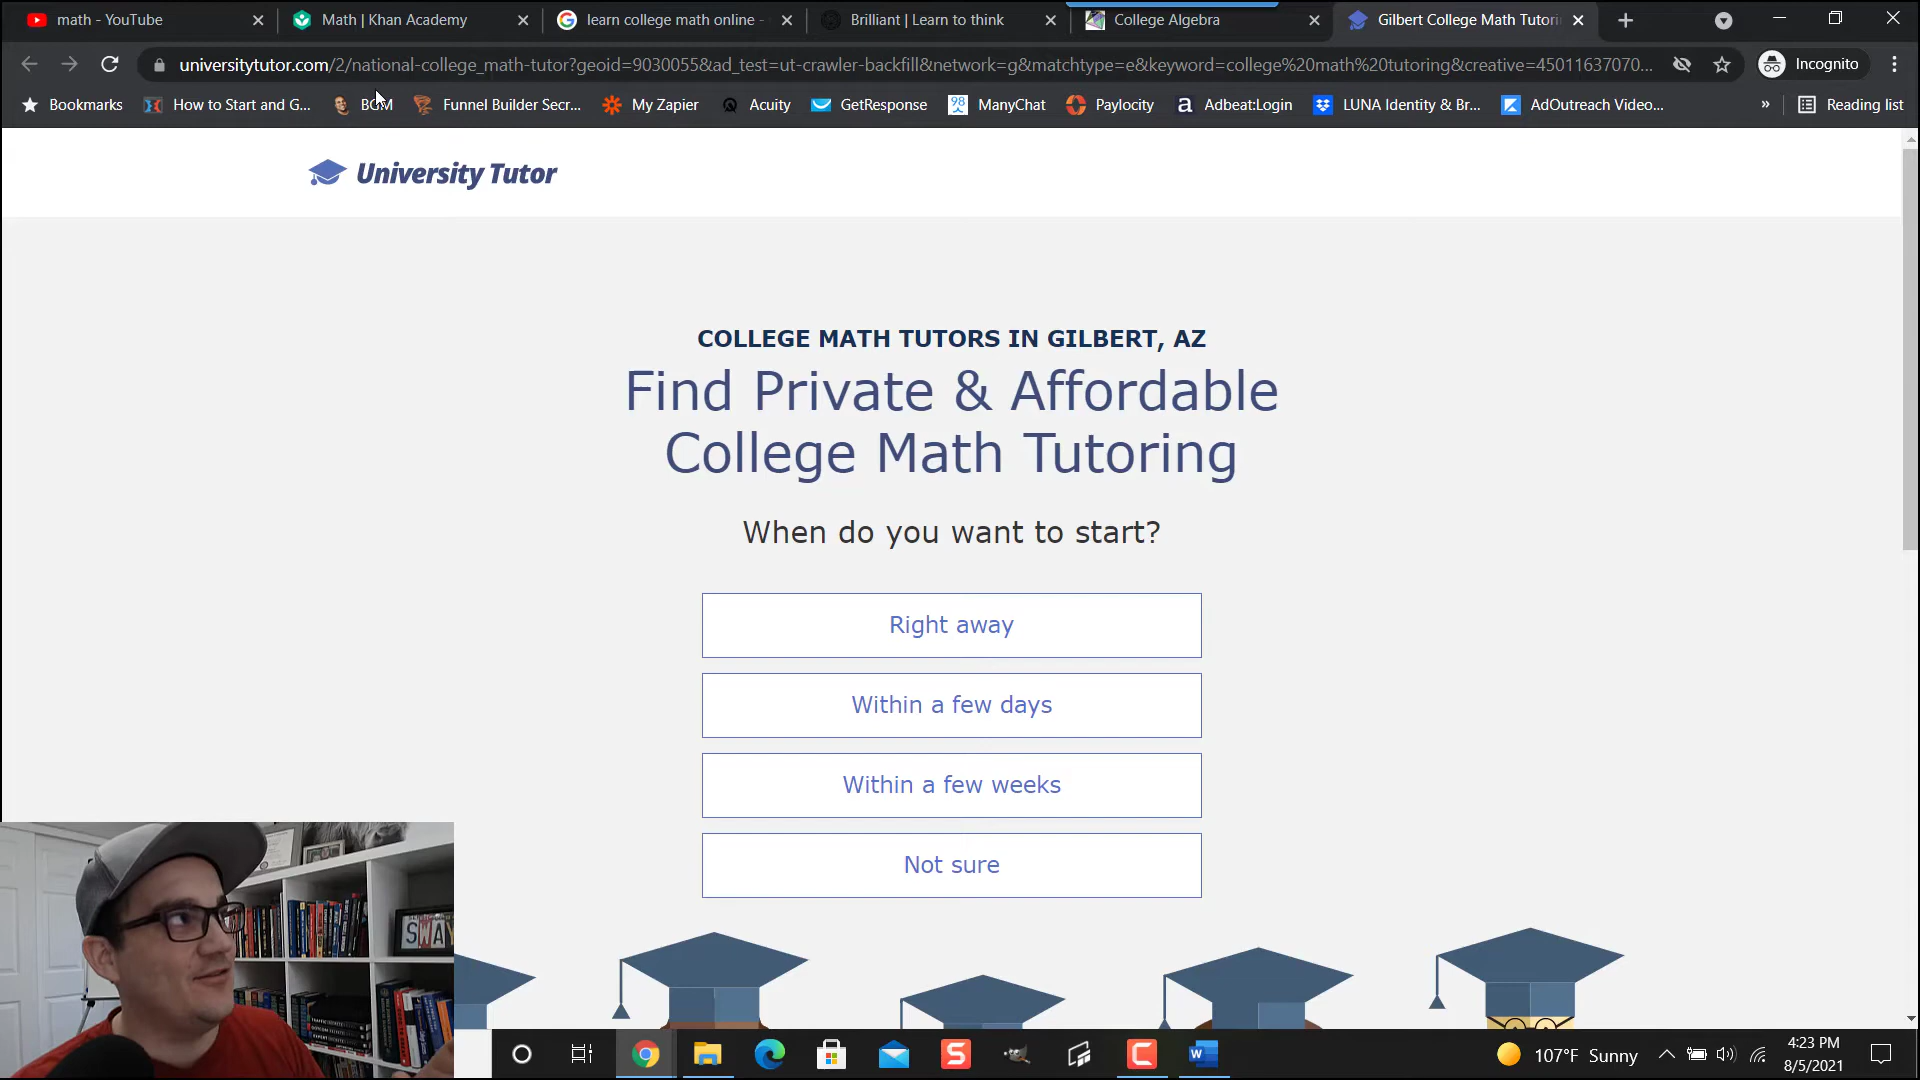 math - YouTube
Math | Khan Academy
learn college math online -
Brilliant | Learn to think
College Algebra
Gilbert College Math Tutori
universitytutor.com/2/national-college_math-tutor?geoid=9030055&ad_test=ut-crawler-backfill&network=g&matchtype=e&keyword=college%20math%20tutoring&creative=45011637070...
Incognito
Bookmarks
How to Start and G...
BGM
Funnel Builder Secr...
My Zapier
Acuity
GetResponse
98
ManyChat
Paylocity
a Adbeat:Login
LUNA Identity & Br...
AdOutreach Video...
»
Reading list
University Tutor
COLLEGE MATH TUTORS IN GILBERT, AZ
Find Private & Affordable
College Math Tutoring
When do you want to start?
Right away
Within a few days
Within a few weeks
Not sure
SWAY
107°F Sunny
4:23 PM
8/5/2021